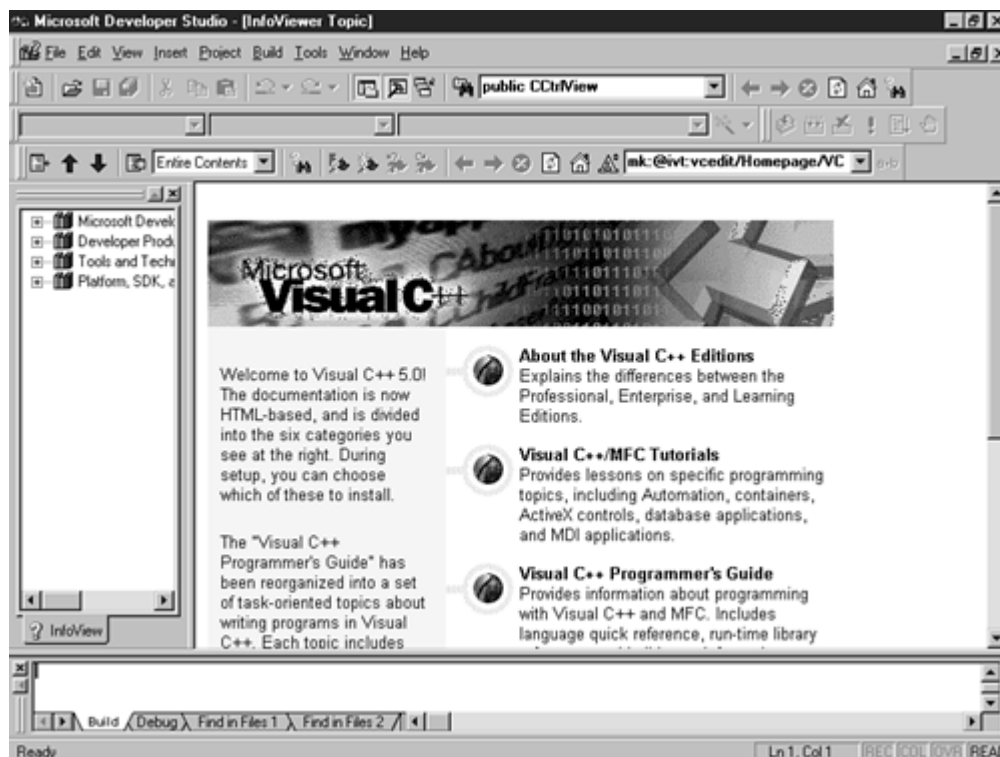 Microsoft Developer Studio - [InfoViewer Topic]
File Edit View Insert Project Build Tools Window Help
public CCtrlView
Entire Contents
mk:@ivt:vcedit/Homepage/VC
Microsoft Devel
Developer Prod
Tools and Tech
Platform, SDK, a
InfoView
Microsoft
Visual C++
Welcome to Visual C++ 5.0!
The documentation is now
HTML-based, and is divided
into the six categories you
see at the right. During
setup, you can choose
which of these to install.
The "Visual C++
Programmer's Guide" has
been reorganized into a set
of task-oriented topics about
writing programs in Visual
C++. Each topic includes
About the Visual C++ Editions
Explains the differences between the
Professional, Enterprise, and Learning
Editions.
Visual C++/MFC Tutorials
Provides lessons on specific programming
topics, including Automation, containers,
ActiveX controls, database applications,
and MDI applications.
Visual C++ Programmer's Guide
Provides information about programming
with Visual C++ and MFC. Includes
language quick reference, run-time library
Build Debug Find in Files 1 Find in Files 2
Ready
Ln 1, Col 1 REC COL OVR READ